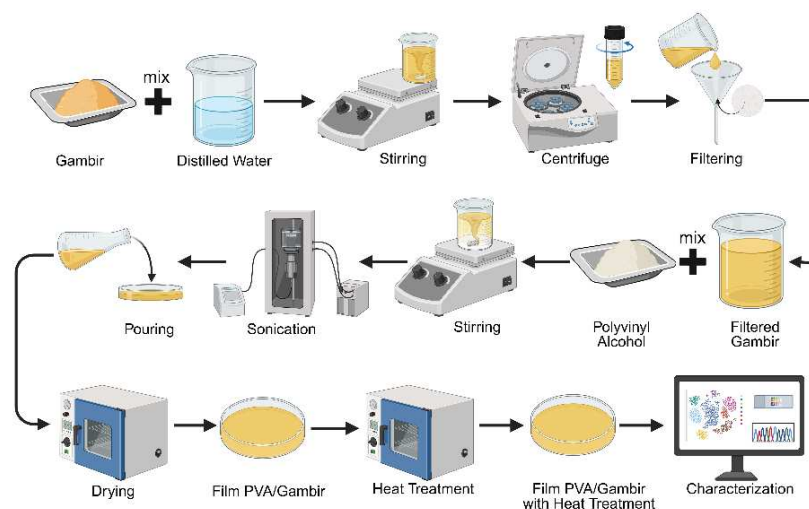 mix
Gambir
Distilled Water
Stirring
Centrifuge
Filtering
mix
Pouring
Sonication
Stirring
Polyvinyl
Alcohol
Filtered
Gambir
Drying
Film PVA/Gambir
Heat Treatment
Film PVA/Gambir
with Heat Treatment
Characterization